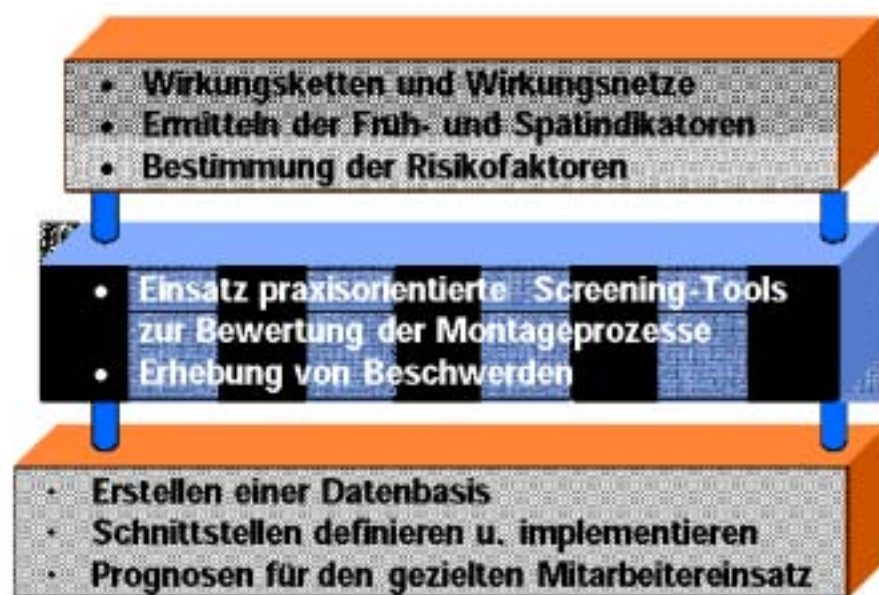 • Wirkungsketten und Wirkungsnetze
• Ermitteln der Früh- und Spätindikatoren
• Bestimmung der Risikofaktoren
• Einsatz praxisorientierte Screening-Tools
zur Bewertung der Montageprozesse
• Erhebung von Beschwerden
· Erstellen einer Datenbasis
· Schnittstellen definieren u. implementieren
· Prognosen für den gezielten Mitarbeitereinsatz